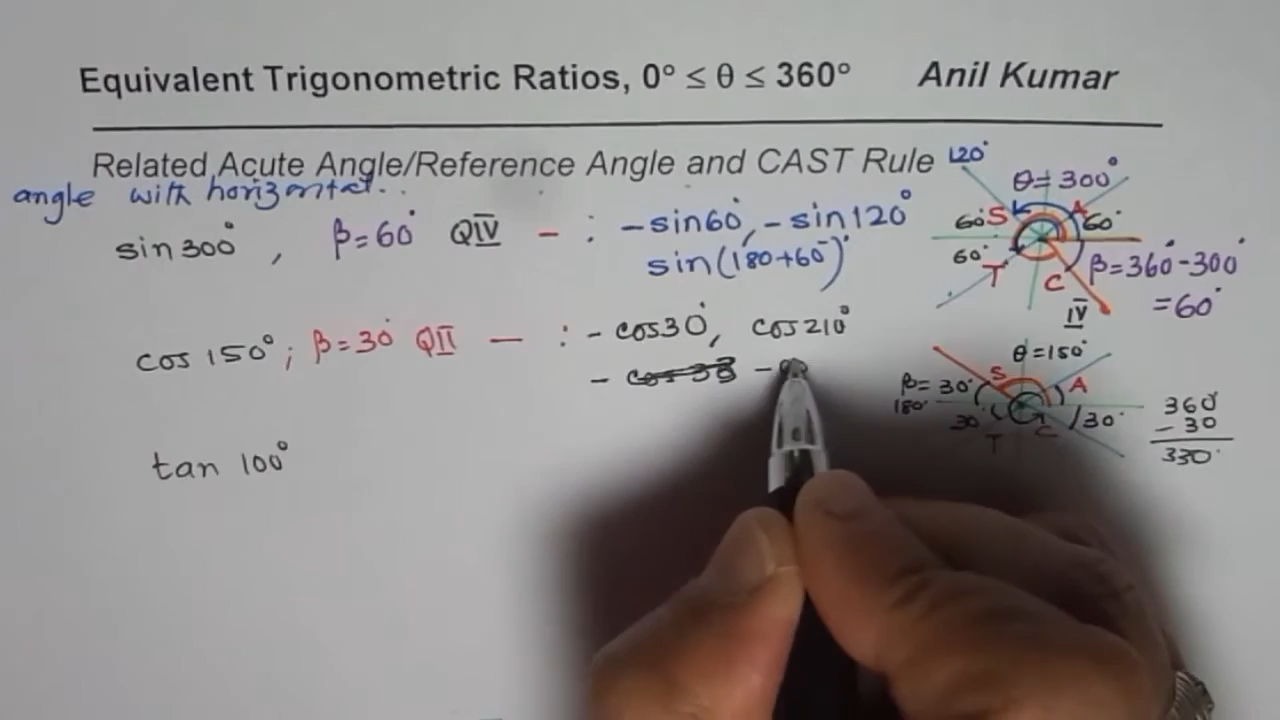 Equivalent Trigonometric Ratios, 0° ≤ θ ≤ 360° Anil Kumar
Related Acute Angle/Reference Angle and CAST Rule
angle with horizontal..
sin 300°, β=60° QIV - : -sin60°, -sin120°
sin(180+60°)
cos 150°; β=30° QII - : -cos30°, cos210°
- cos33 -
tan 100°
120°
θ=300°
60° S A 60°
60° T C
β=360°-300°
IV =60°
θ=150°
β=30° S A
180° 30° T C 30°
360°
-30
330°